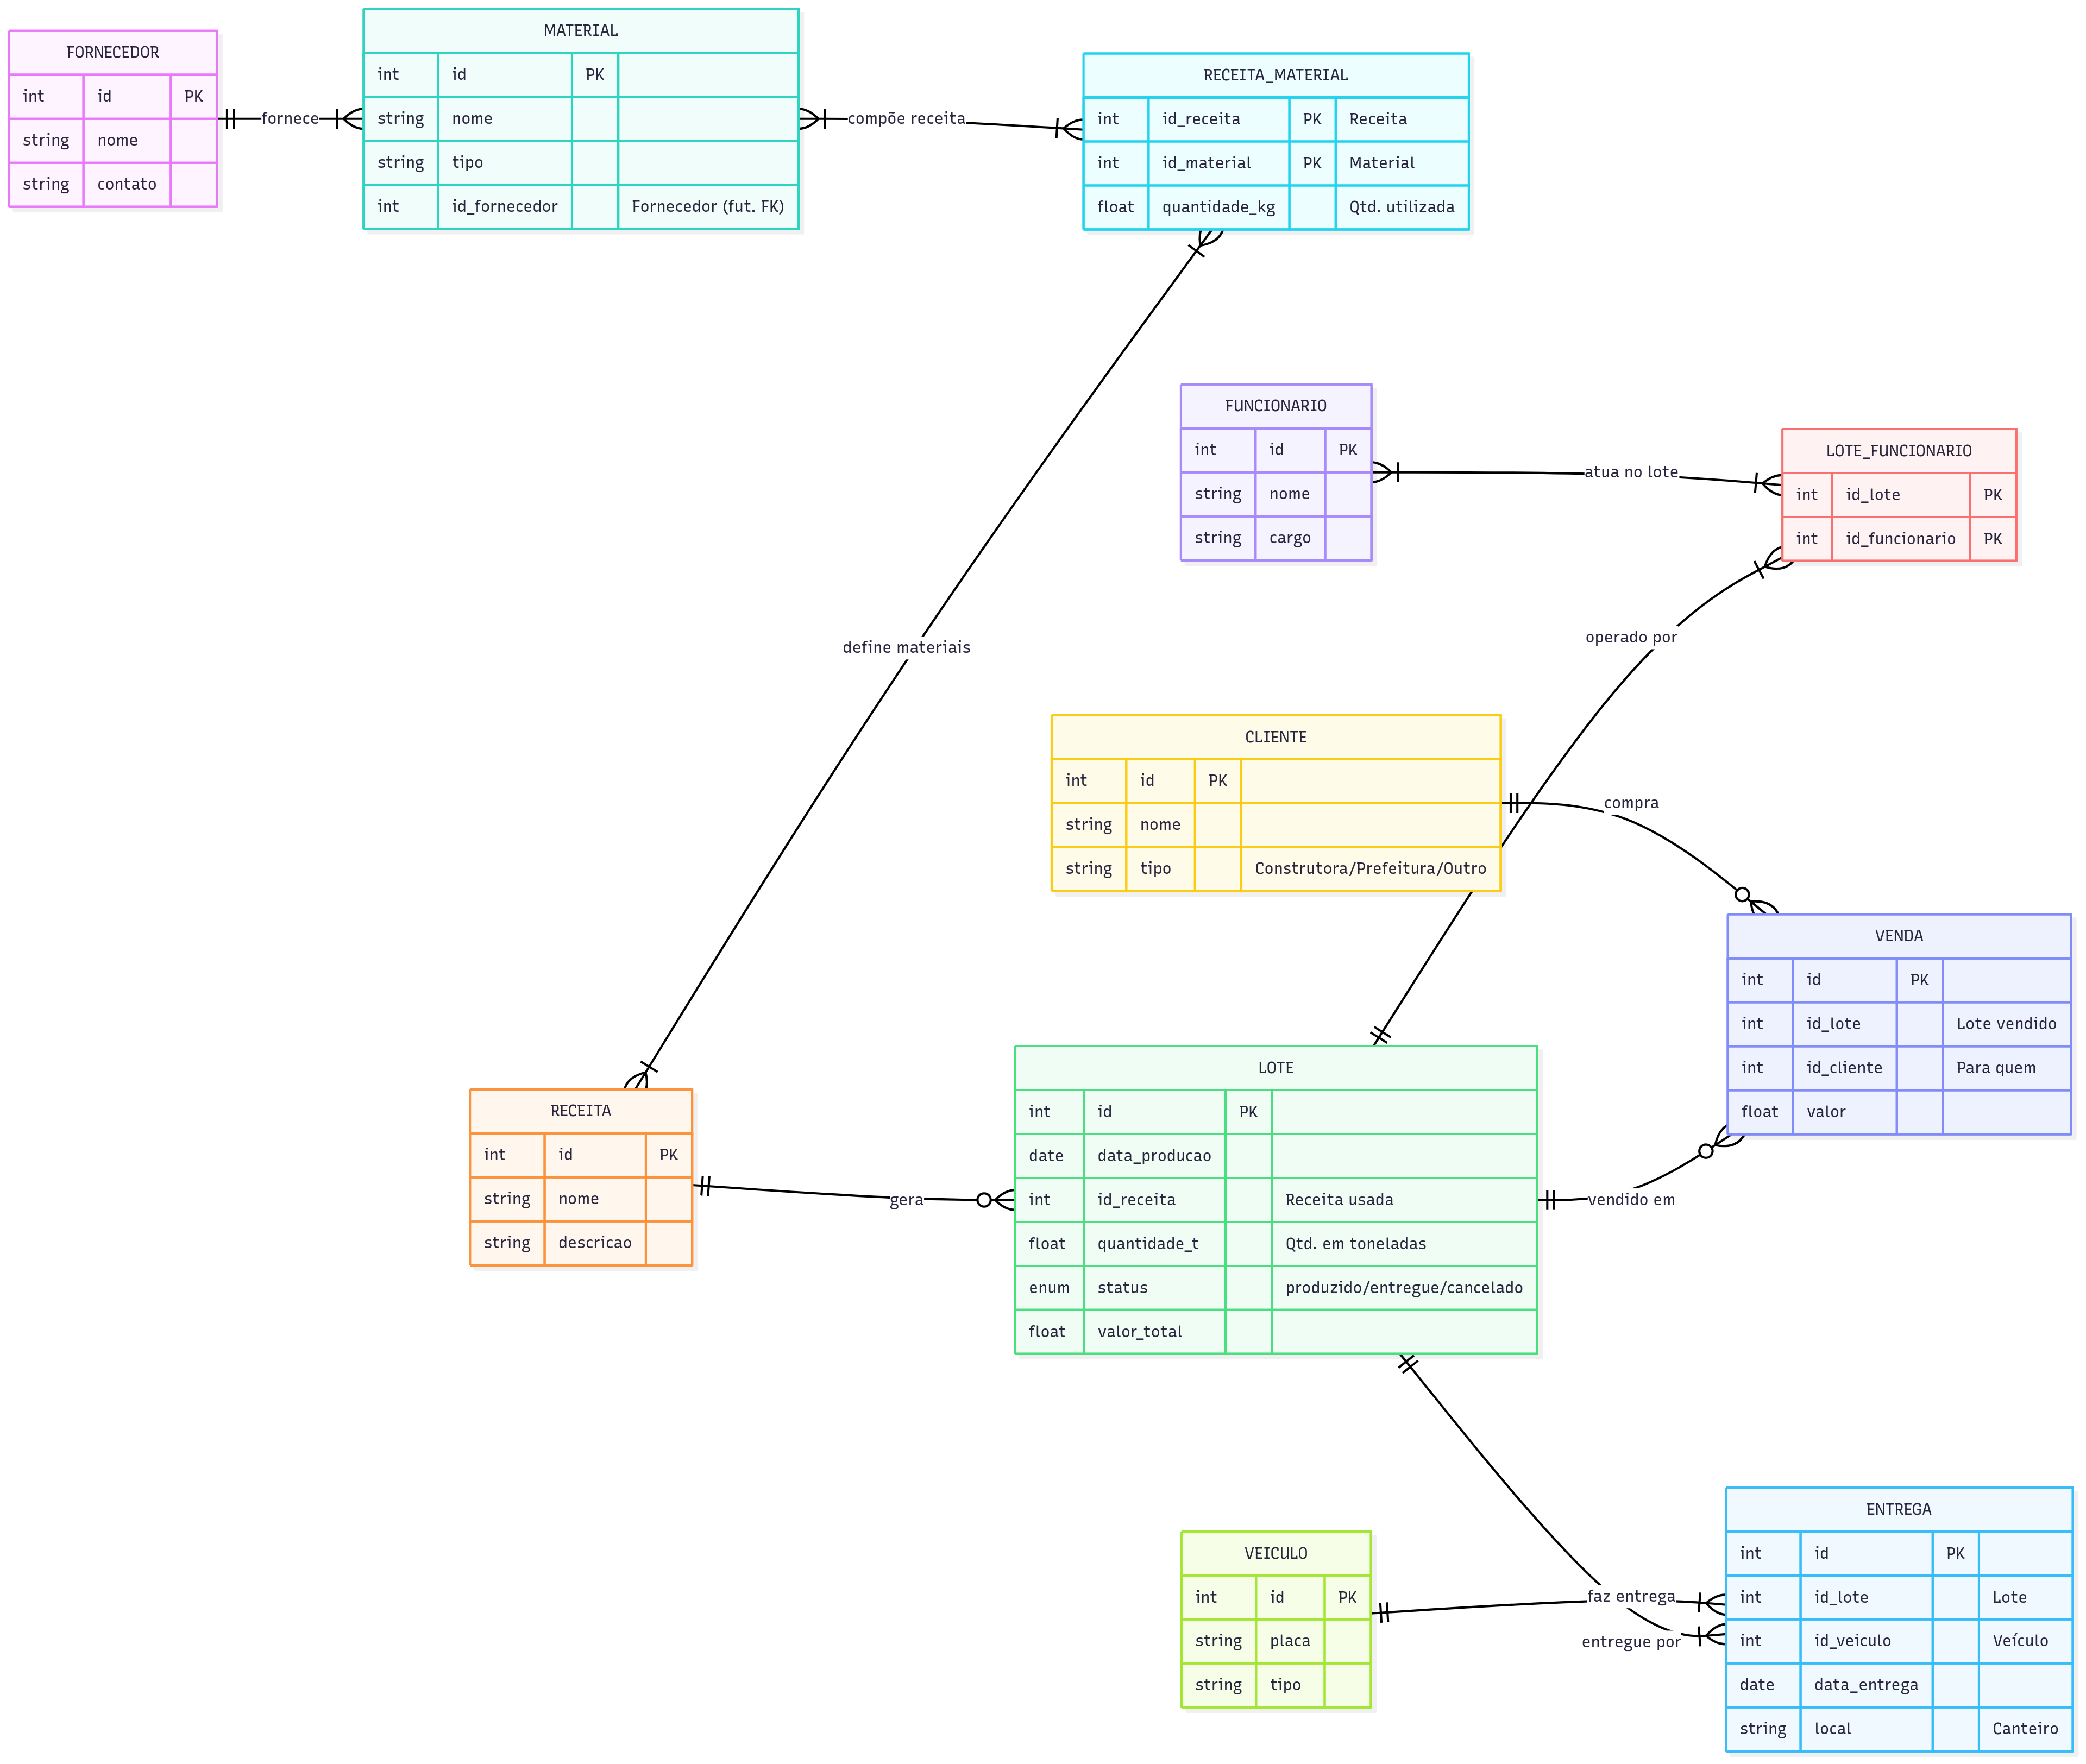 FORNECEDOR
int id PK
string nome
string contato
fornece
MATERIAL
int id PK
string nome
string tipo
int id_fornecedor Fornecedor (fut. FK)
compõe receita
RECEITA_MATERIAL
int id_receita PK Receita
int id_material PK Material
float quantidade_kg Qtd. utilizada
FUNCIONARIO
int id PK
string nome
string cargo
atua no lote
LOTE_FUNCIONARIO
int id_lote PK
int id_funcionario PK
define materiais
operado por
CLIENTE
int id PK
string nome
string tipo Construtora/Prefeitura/Outro
compra
VENDA
int id PK
int id_lote Lote vendido
int id_cliente Para quem
float valor
RECEITA
int id PK
string nome
string descricao
gera
LOTE
int id PK
date data_producao
int id_receita Receita usada
float quantidade_t Qtd. em toneladas
enum status produzido/entregue/cancelado
float valor_total
vendido em
VEICULO
int id PK
string placa
string tipo
faz entrega
entregue por
ENTREGA
int id PK
int id_lote Lote
int id_veiculo Veículo
date data_entrega
string local Canteiro